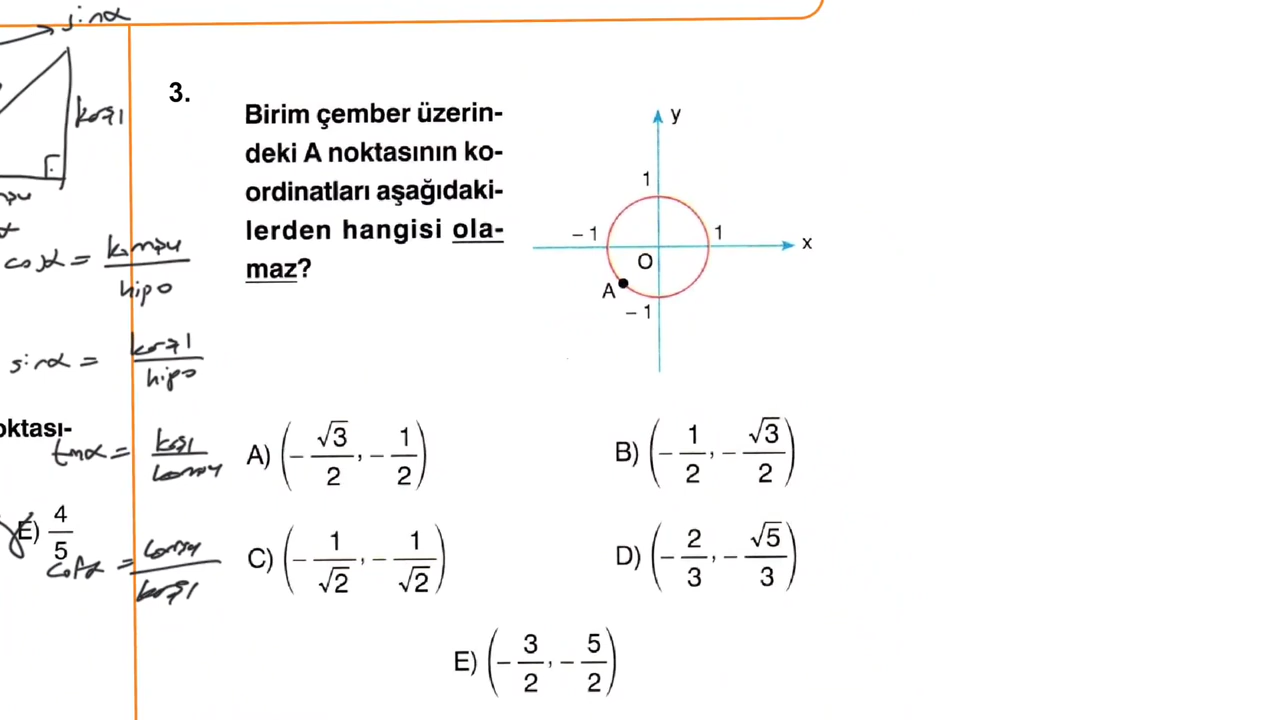 sinα
karşı
cosα = komşu / hipo
sinα = karşı / hipo
oktası-
tanα = karşı / komşu
E) 4/5
cotα = komşu / karşı
3.
Birim çember üzerin-
deki A noktasının ko-
ordinatları aşağıdaki-
lerden hangisi ola-
maz?
y
1
-1
1
x
O
A
-1
A) (-√3/2, -1/2)
B) (-1/2, -√3/2)
C) (-1/√2, -1/√2)
D) (-2/3, -√5/3)
E) (-3/2, -5/2)